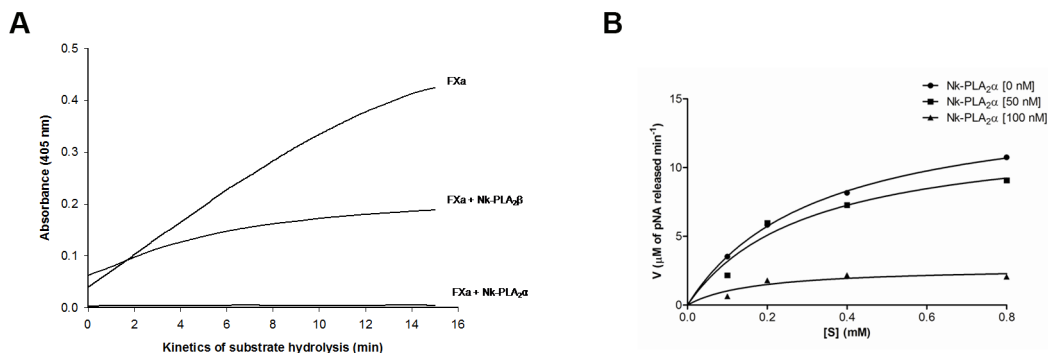 A
Absorbance (405 nm)
0.5
0.4
0.3
0.2
0.1
0.0
FXa
FXa + Nk-PLA₂β
FXa + Nk-PLA₂α
0 2 4 6 8 10 12 14 16
Kinetics of substrate hydrolysis (min)
B
Nk-PLA₂α [0 nM]
Nk-PLA₂α [50 nM]
Nk-PLA₂α [100 nM]
V (µM of pNA released min⁻¹)
15
10
5
0
0.0 0.2 0.4 0.6 0.8
[S] (mM)